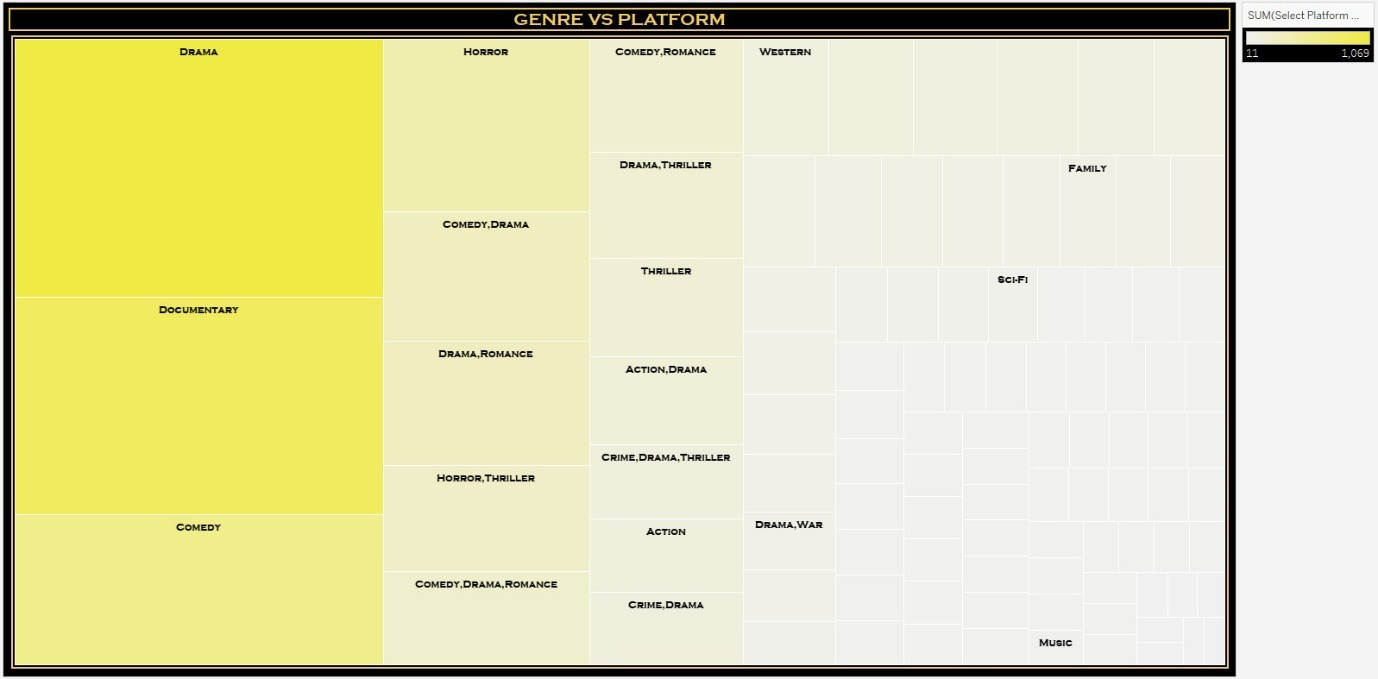 GENRE VS PLATFORM
SUM(Select Platform ...
11 1,069
DRAMA
DOCUMENTARY
COMEDY
HORROR
COMEDY,DRAMA
DRAMA,ROMANCE
HORROR,THRILLER
COMEDY,DRAMA,ROMANCE
COMEDY,ROMANCE
DRAMA,THRILLER
THRILLER
ACTION,DRAMA
CRIME,DRAMA,THRILLER
ACTION
CRIME,DRAMA
WESTERN
FAMILY
SCI-FI
DRAMA,WAR
MUSIC